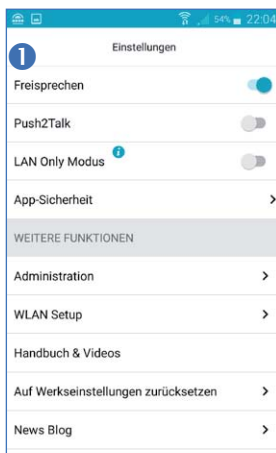 54% 22:04
Einstellungen
1
Freisprechen
Push2Talk
LAN Only Modus i
App-Sicherheit
WEITERE FUNKTIONEN
Administration
WLAN Setup
Handbuch & Videos
Auf Werkseinstellungen zurücksetzen
News Blog